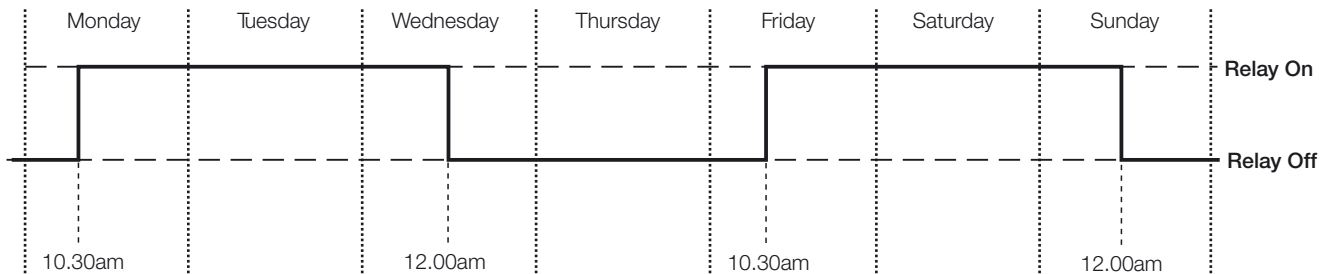 Monday Tuesday Wednesday Thursday Friday Saturday Sunday
Relay On
Relay Off
10.30am 12.00am 10.30am 12.00am